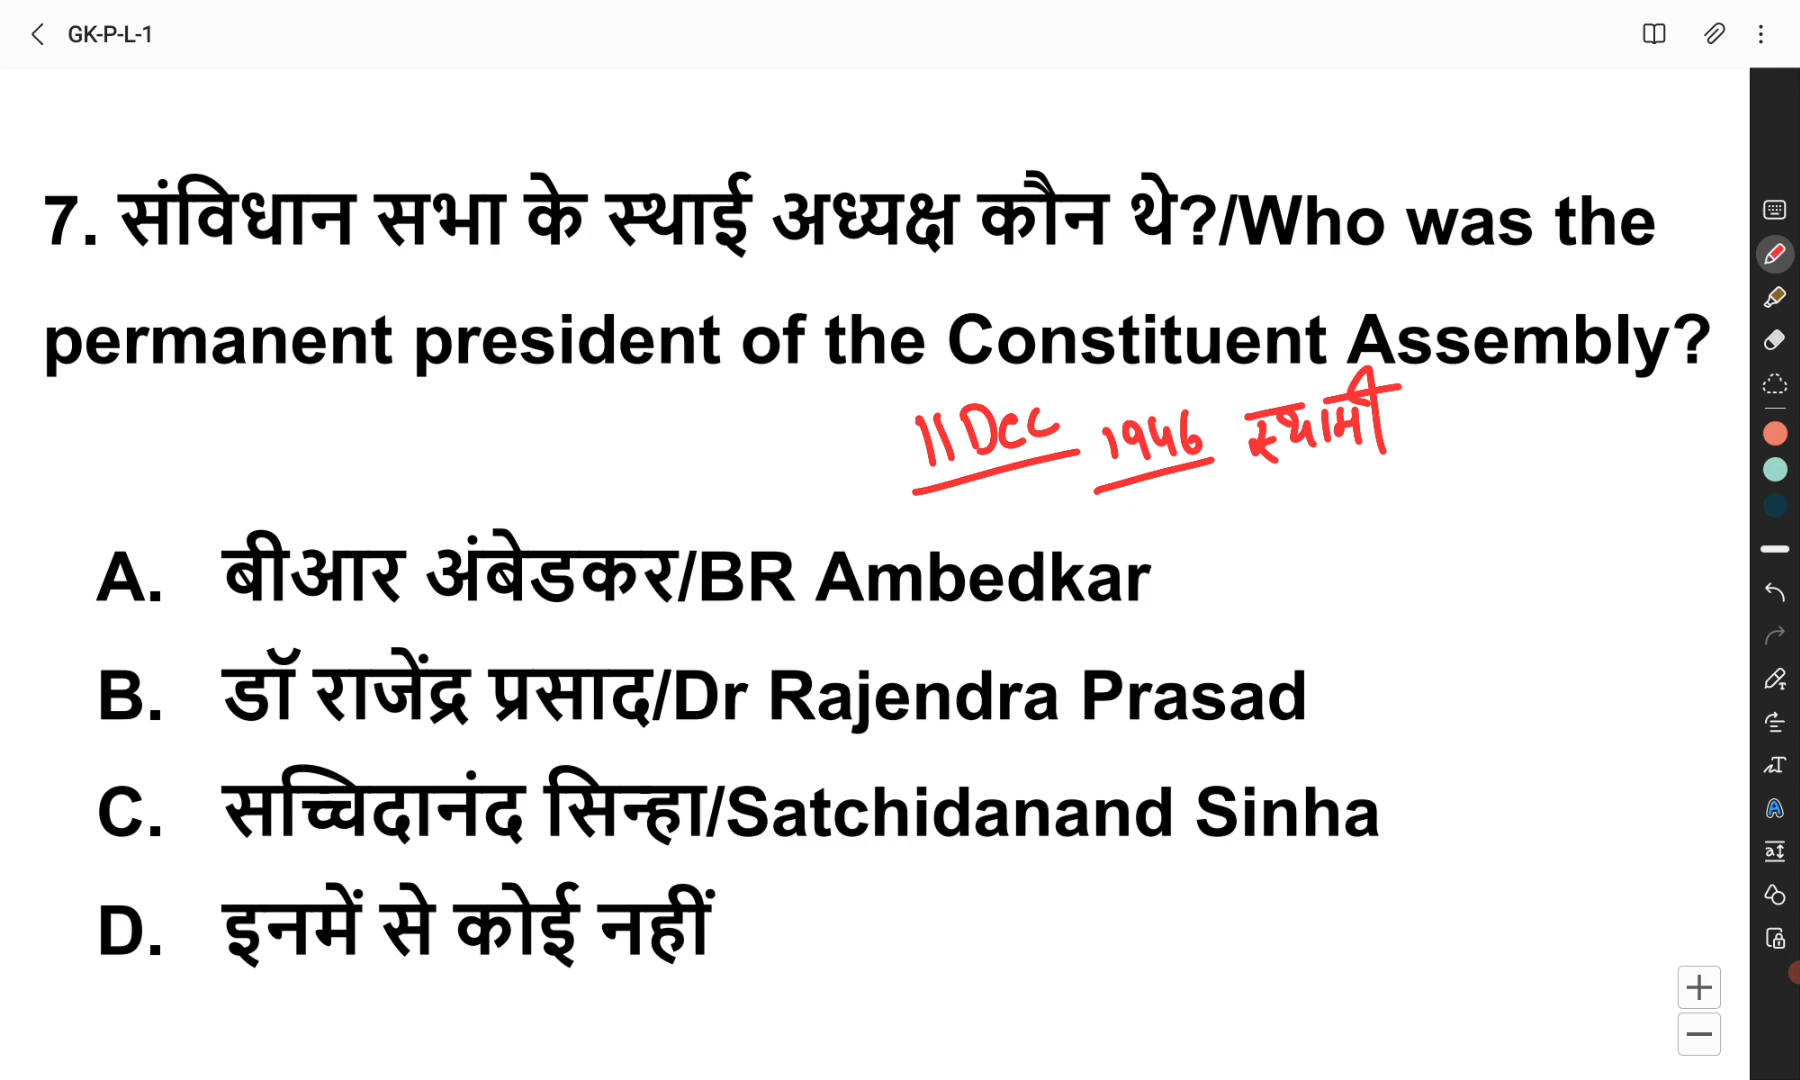 GK-P-L-1
7. संविधान सभा के स्थाई अध्यक्ष कौन थे?/Who was the
permanent president of the Constituent Assembly?
11 Dec 1946 स्थायी
A. बीआर अंबेडकर/BR Ambedkar
B. डॉ राजेंद्र प्रसाद/Dr Rajendra Prasad
C. सच्चिदानंद सिन्हा/Satchidanand Sinha
D. इनमें से कोई नहीं